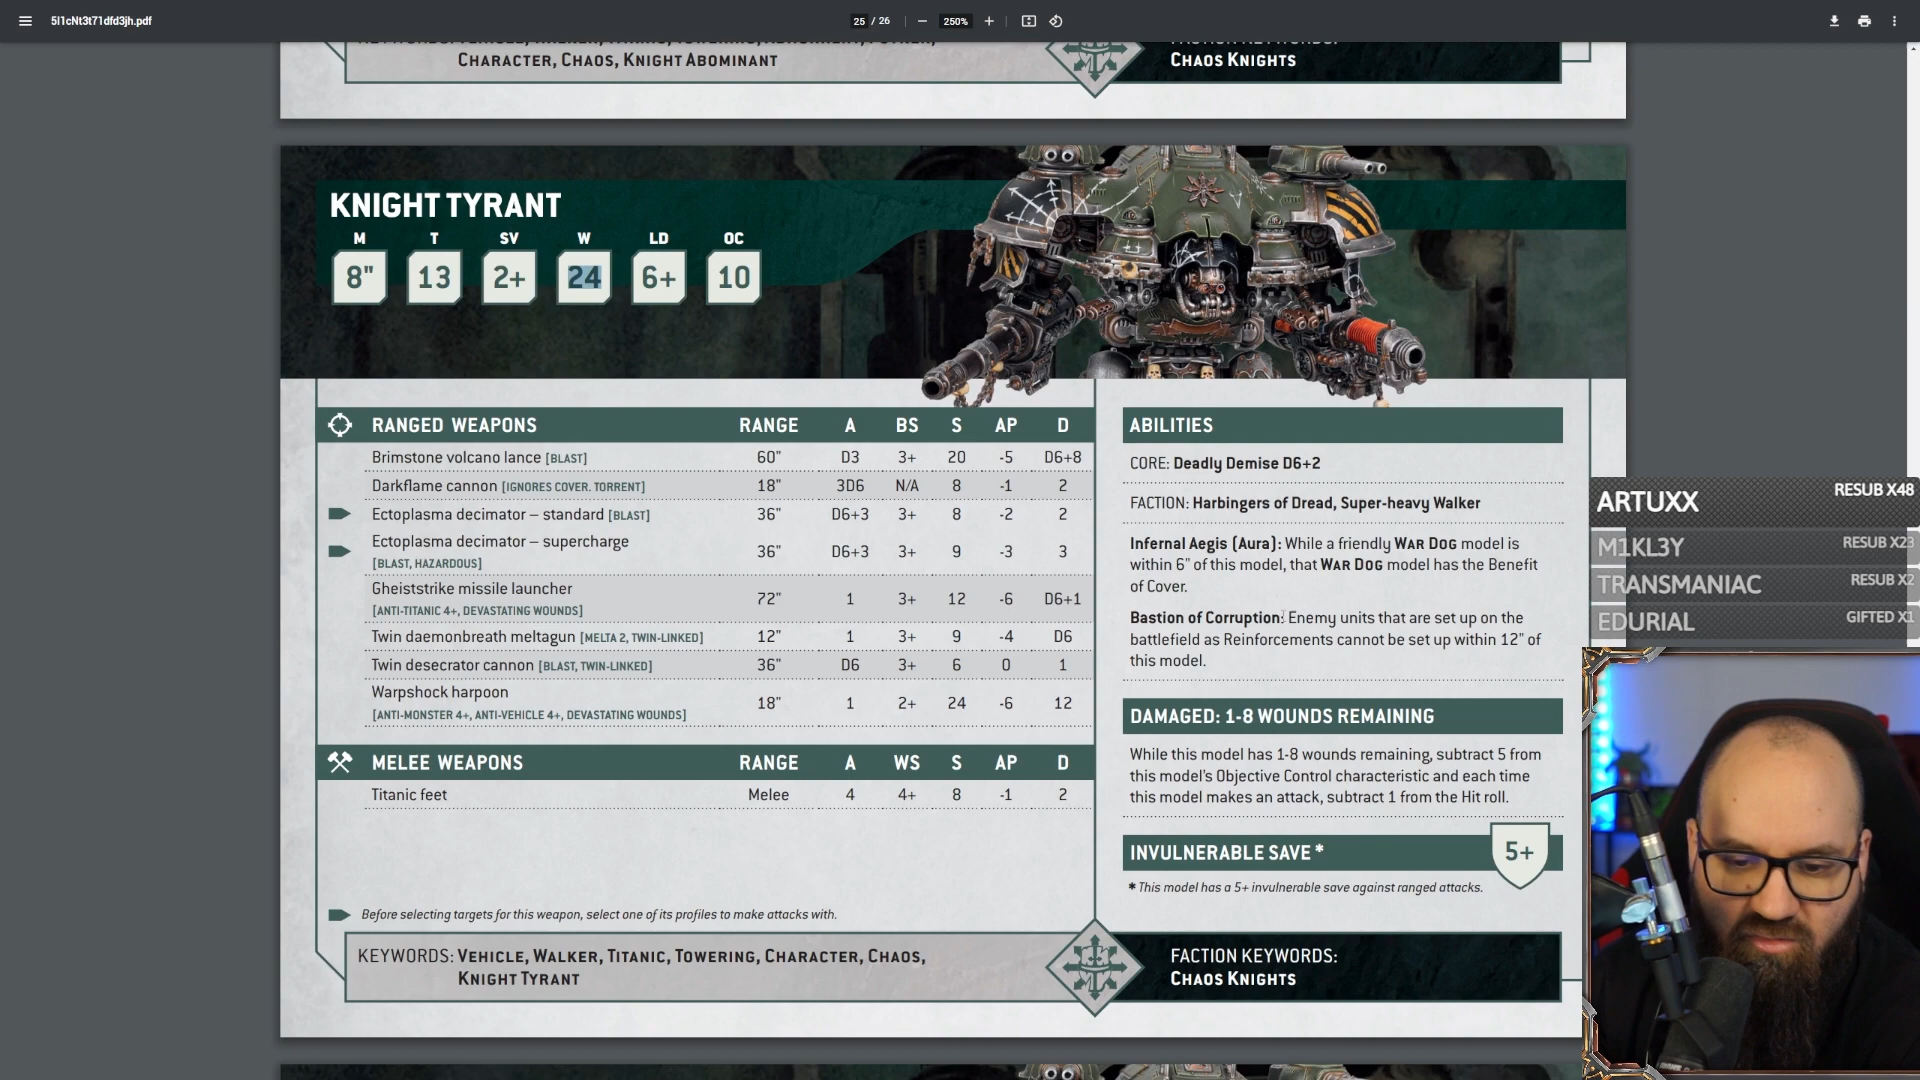 5l1cNt3t71dfd3jh.pdf
25 / 26
250%
CHARACTER, CHAOS, KNIGHT ABOMINANT
CHAOS KNIGHTS
KNIGHT TYRANT
M T SV W LD OC
8" 13 2+ 24 6+ 10
RANGED WEAPONS RANGE A BS S AP D
Brimstone volcano lance [BLAST] 60" D3 3+ 20 -5 D6+8
Darkflame cannon [IGNORES COVER. TORRENT] 18" 3D6 N/A 8 -1 2
Ectoplasma decimator – standard [BLAST] 36" D6+3 3+ 8 -2 2
Ectoplasma decimator – supercharge
[BLAST, HAZARDOUS] 36" D6+3 3+ 9 -3 3
Gheiststrike missile launcher
[ANTI-TITANIC 4+, DEVASTATING WOUNDS] 72" 1 3+ 12 -6 D6+1
Twin daemonbreath meltagun [MELTA 2, TWIN-LINKED] 12" 1 3+ 9 -4 D6
Twin desecrator cannon [BLAST, TWIN-LINKED] 36" D6 3+ 6 0 1
Warpshock harpoon
[ANTI-MONSTER 4+, ANTI-VEHICLE 4+, DEVASTATING WOUNDS] 18" 1 2+ 24 -6 12
MELEE WEAPONS RANGE A WS S AP D
Titanic feet Melee 4 4+ 8 -1 2
Before selecting targets for this weapon, select one of its profiles to make attacks with.
ABILITIES
CORE: Deadly Demise D6+2
FACTION: Harbingers of Dread, Super-heavy Walker
Infernal Aegis (Aura): While a friendly WAR DOG model is
within 6" of this model, that WAR DOG model has the Benefit
of Cover.
Bastion of Corruption: Enemy units that are set up on the
battlefield as Reinforcements cannot be set up within 12" of
this model.
DAMAGED: 1-8 WOUNDS REMAINING
While this model has 1-8 wounds remaining, subtract 5 from
this model's Objective Control characteristic and each time
this model makes an attack, subtract 1 from the Hit roll.
INVULNERABLE SAVE * 5+
* This model has a 5+ invulnerable save against ranged attacks.
KEYWORDS: VEHICLE, WALKER, TITANIC, TOWERING, CHARACTER, CHAOS,
KNIGHT TYRANT
FACTION KEYWORDS:
CHAOS KNIGHTS
ARTUXX RESUB X48
M1KL3Y RESUB X23
TRANSMANIAC RESUB X2
EDURIAL GIFTED X1